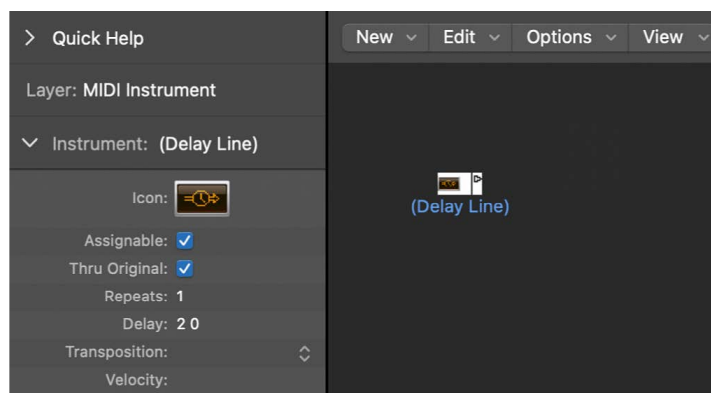 Quick Help
New Edit Options View
Layer: MIDI Instrument
Instrument: (Delay Line)
Icon:
(Delay Line)
Assignable:
Thru Original:
Repeats: 1
Delay: 2 0
Transposition:
Velocity: